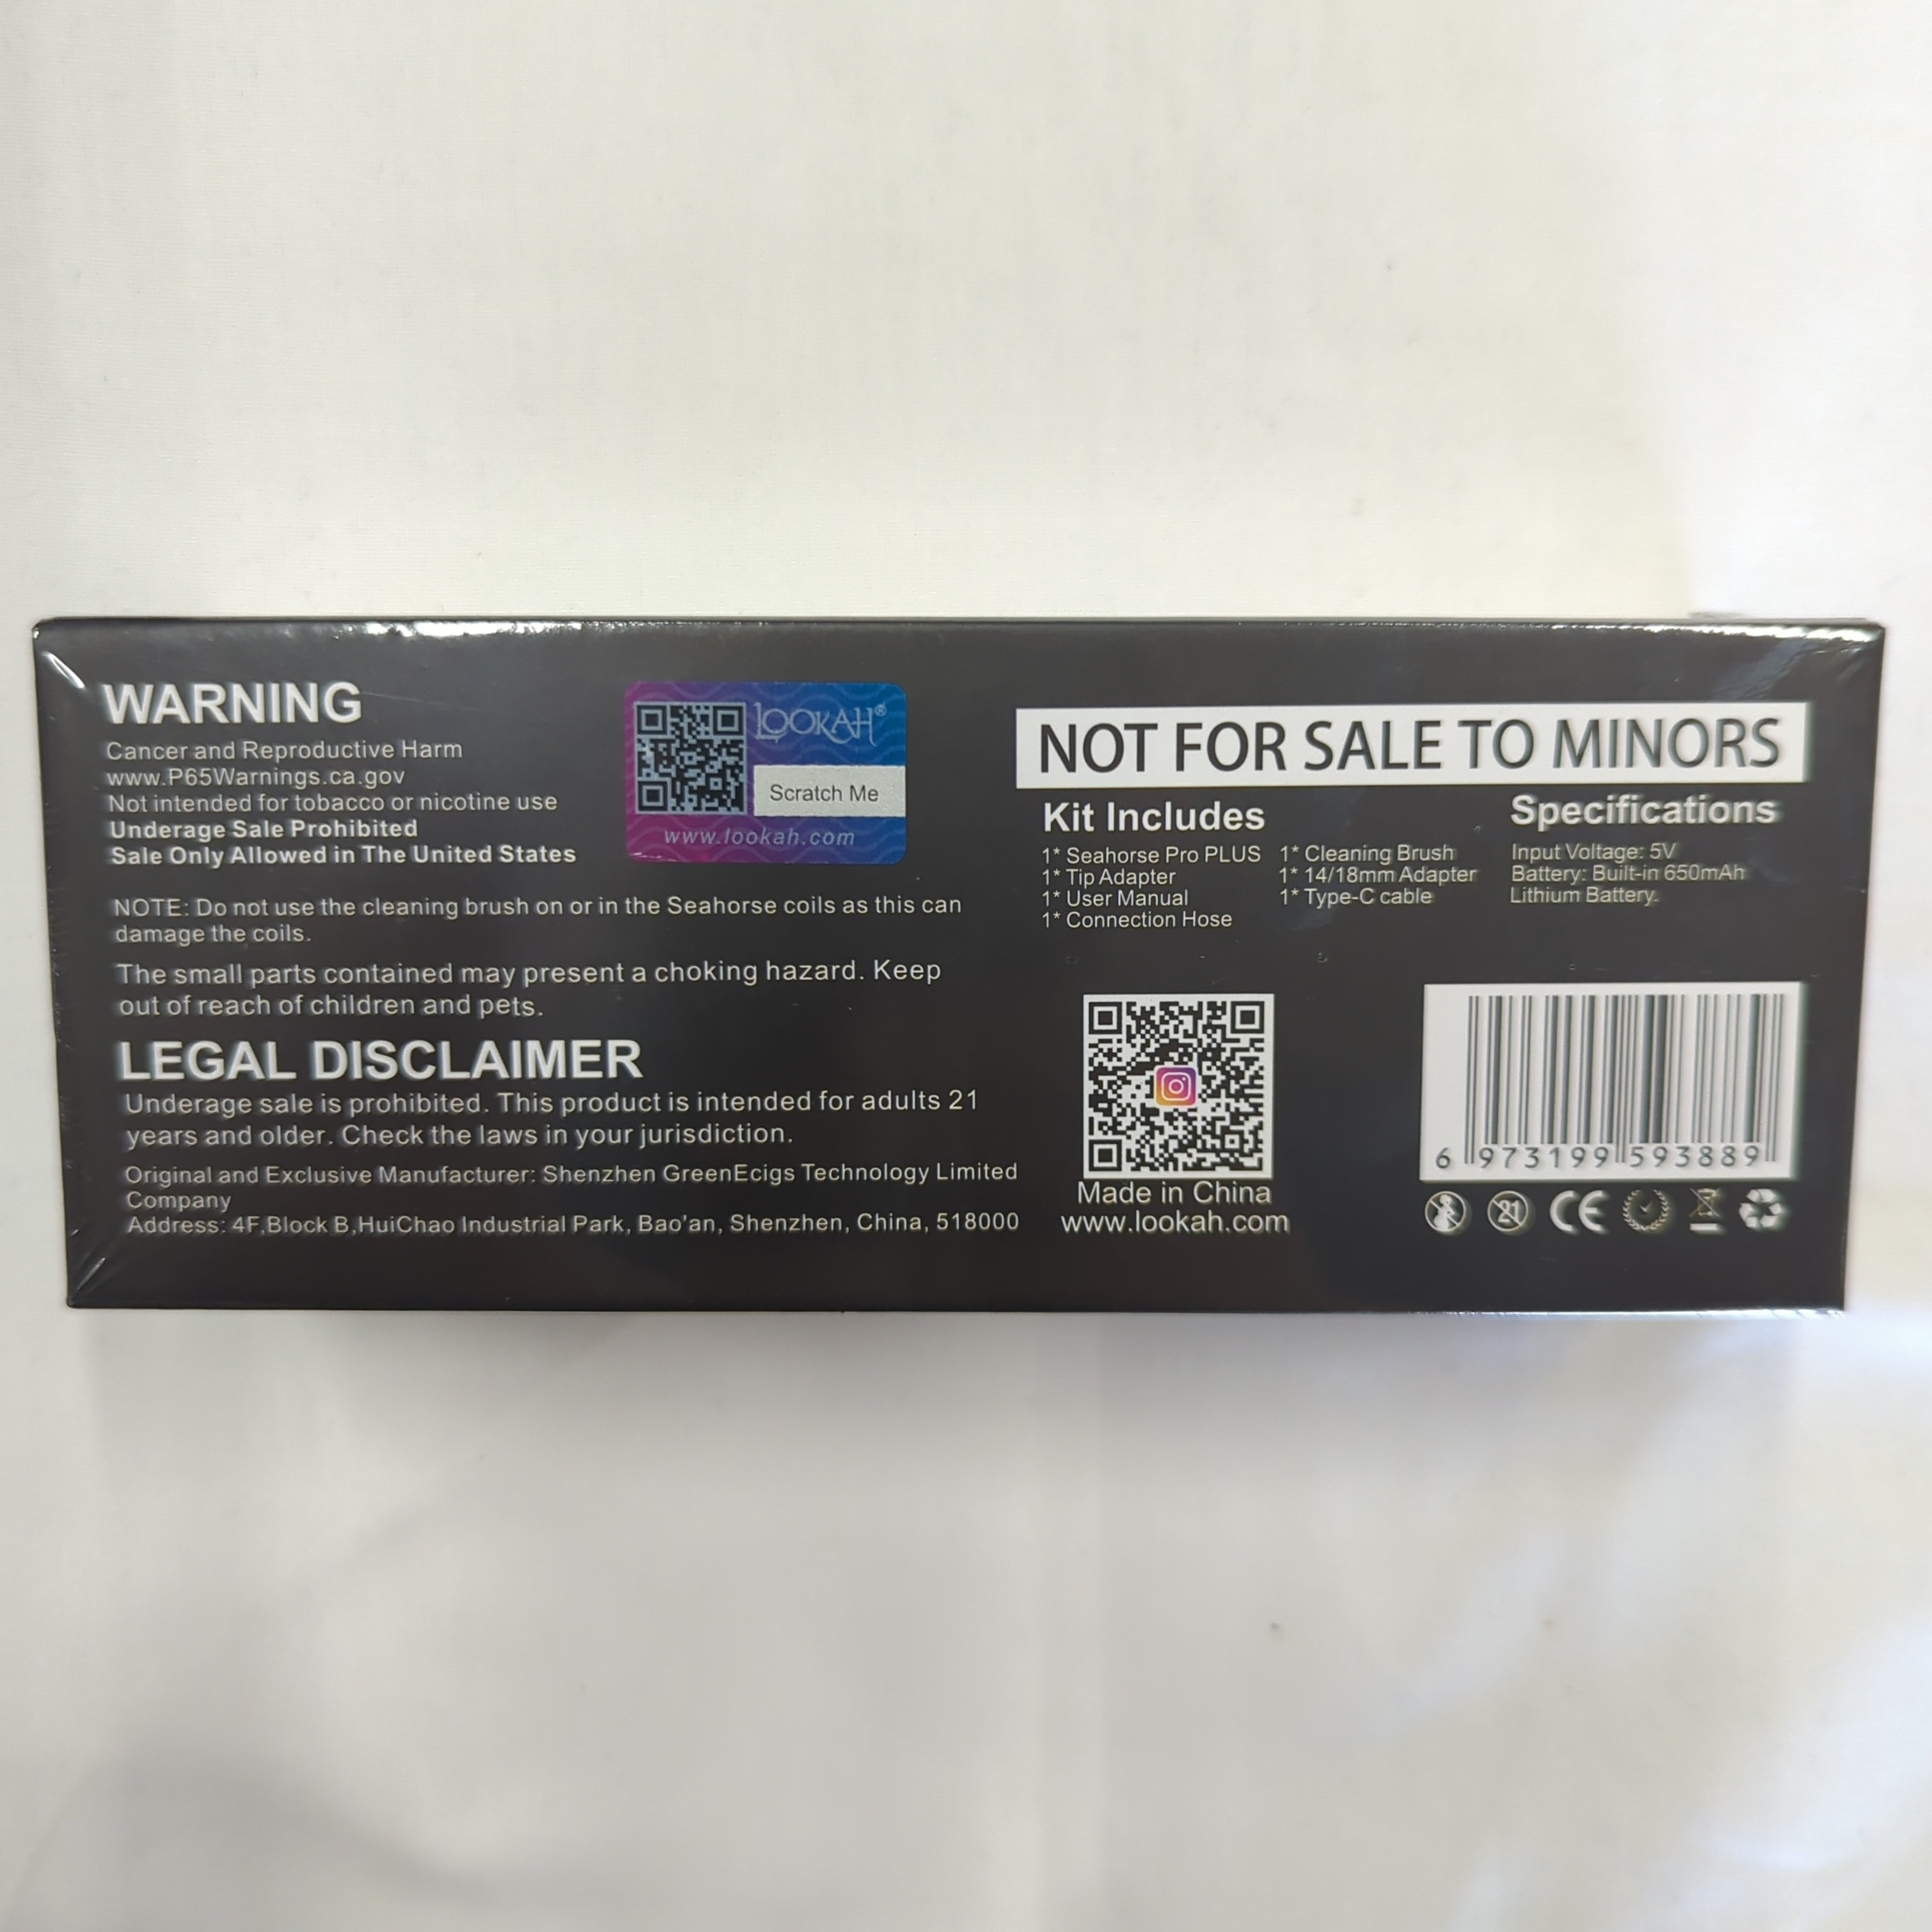 WARNING
Cancer and Reproductive Harm
www.P65Warnings.ca.gov
Not intended for tobacco or nicotine use
Underage Sale Prohibited
Sale Only Allowed in The United States
LOOKAH®
Scratch Me
www.lookah.com
NOTE: Do not use the cleaning brush on or in the Seahorse coils as this can
damage the coils.
The small parts contained may present a choking hazard. Keep
out of reach of children and pets.
LEGAL DISCLAIMER
Underage sale is prohibited. This product is intended for adults 21
years and older. Check the laws in your jurisdiction.
Original and Exclusive Manufacturer: Shenzhen GreenEcigs Technology Limited
Company
Address: 4F,Block B,HuiChao Industrial Park, Bao'an, Shenzhen, China, 518000
NOT FOR SALE TO MINORS
Kit Includes
1* Seahorse Pro PLUS
1* Tip Adapter
1* User Manual
1* Connection Hose
1* Cleaning Brush
1* 14/18mm Adapter
1* Type-C cable
Specifications
Input Voltage: 5V
Battery: Built-in 650mAh
Lithium Battery.
Made in China
www.lookah.com
6 973199 593889
21
CE